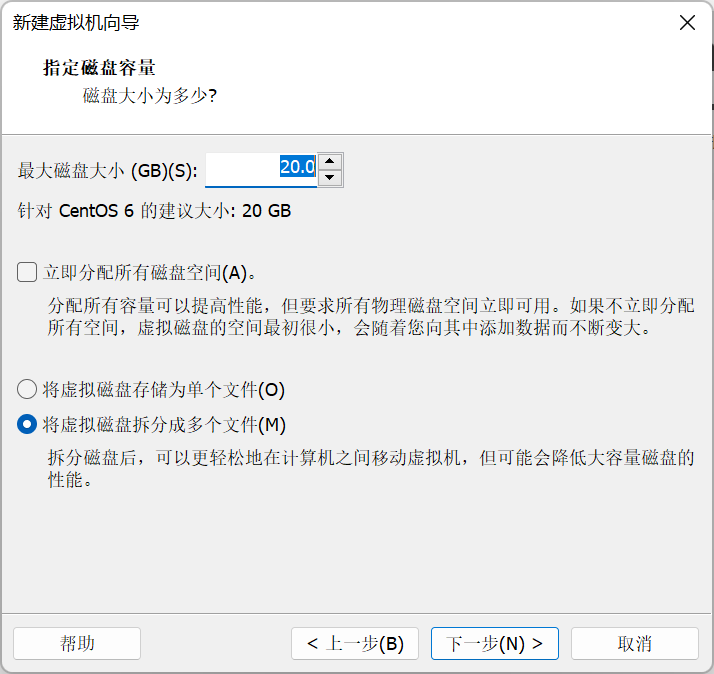 新建虚拟机向导
指定磁盘容量
磁盘大小为多少?
最大磁盘大小 (GB)(S): 20.0
针对 CentOS 6 的建议大小: 20 GB
立即分配所有磁盘空间(A)。
分配所有容量可以提高性能，但要求所有物理磁盘空间立即可用。如果不立即分配
所有空间，虚拟磁盘的空间最初很小，会随着您向其中添加数据而不断变大。
将虚拟磁盘存储为单个文件(O)
将虚拟磁盘拆分成多个文件(M)
拆分磁盘后，可以更轻松地在计算机之间移动虚拟机，但可能会降低大容量磁盘的
性能。
帮助 < 上一步(B) 下一步(N) > 取消